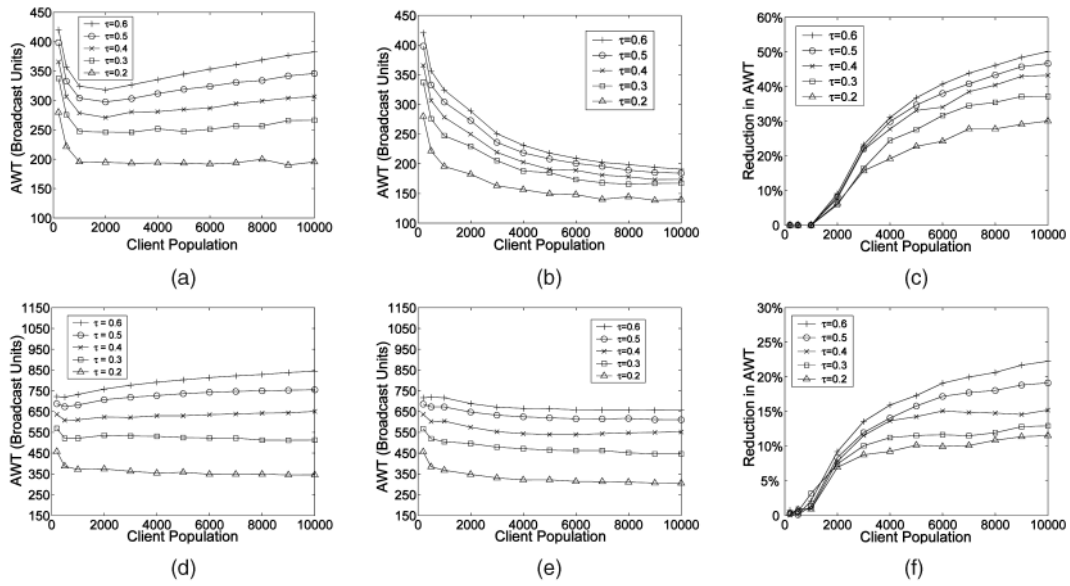 450
400
350
300
250
200
150
100
AWT (Broadcast Units)
τ=0.6
τ=0.5
τ=0.4
τ=0.3
τ=0.2
0 2000 4000 6000 8000 10000
Client Population
(a)
450
400
350
300
250
200
150
100
AWT (Broadcast Units)
τ=0.6
τ=0.5
τ=0.4
τ=0.3
τ=0.2
0 2000 4000 6000 8000 10000
Client Population
(b)
60%
50%
40%
30%
20%
10%
0
Reduction in AWT
τ=0.6
τ=0.5
τ=0.4
τ=0.3
τ=0.2
0 2000 4000 6000 8000 10000
Client Population
(c)
1150
1050
950
850
750
650
550
450
350
250
150
AWT (Broadcast Units)
τ = 0.6
τ = 0.5
τ = 0.4
τ = 0.3
τ = 0.2
0 2000 4000 6000 8000 10000
Client Population
(d)
1150
1050
950
850
750
650
550
450
350
250
150
AWT (Broadcast Units)
τ=0.6
τ=0.5
τ=0.4
τ=0.3
τ=0.2
0 2000 4000 6000 8000 10000
Client Population
(e)
30%
25%
20%
15%
10%
5%
0
Reduction in AWT
τ=0.6
τ=0.5
τ=0.4
τ=0.3
τ=0.2
0 2000 4000 6000 8000 10000
Client Population
(f)